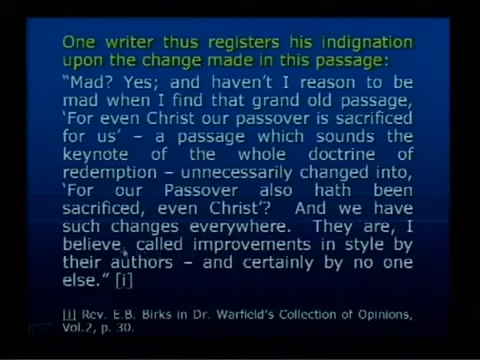 One writer thus registers his indignation
upon the change made in this passage:
“Mad? Yes; and haven’t I reason to be
mad when I find that grand old passage,
‘For even Christ our passover is sacrificed
for us’ – a passage which sounds the
keynote of the whole doctrine of
redemption – unnecessarily changed into,
‘For our Passover also hath been
sacrificed, even Christ’? And we have
such changes everywhere. They are, I
believe, called improvements in style by
their authors – and certainly by no one
else.” [i]
[i] Rev. E.B. Birks in Dr. Warfield’s Collection of Opinions,
Vol.2, p. 30.